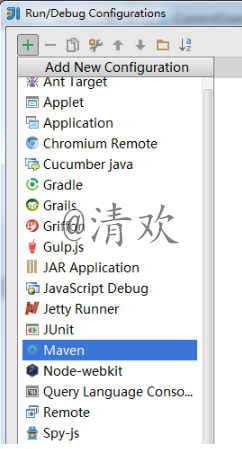 Run/Debug Configurations
Add New Configuration
Ant Target
Applet
Application
Chromium Remote
Cucumber java
Gradle
Grails
Griffon
@清欢
Gulp.js
JAR Application
JavaScript Debug
Jetty Runner
JUnit
Maven
Node-webkit
Query Language Conso...
Remote
Spy-js